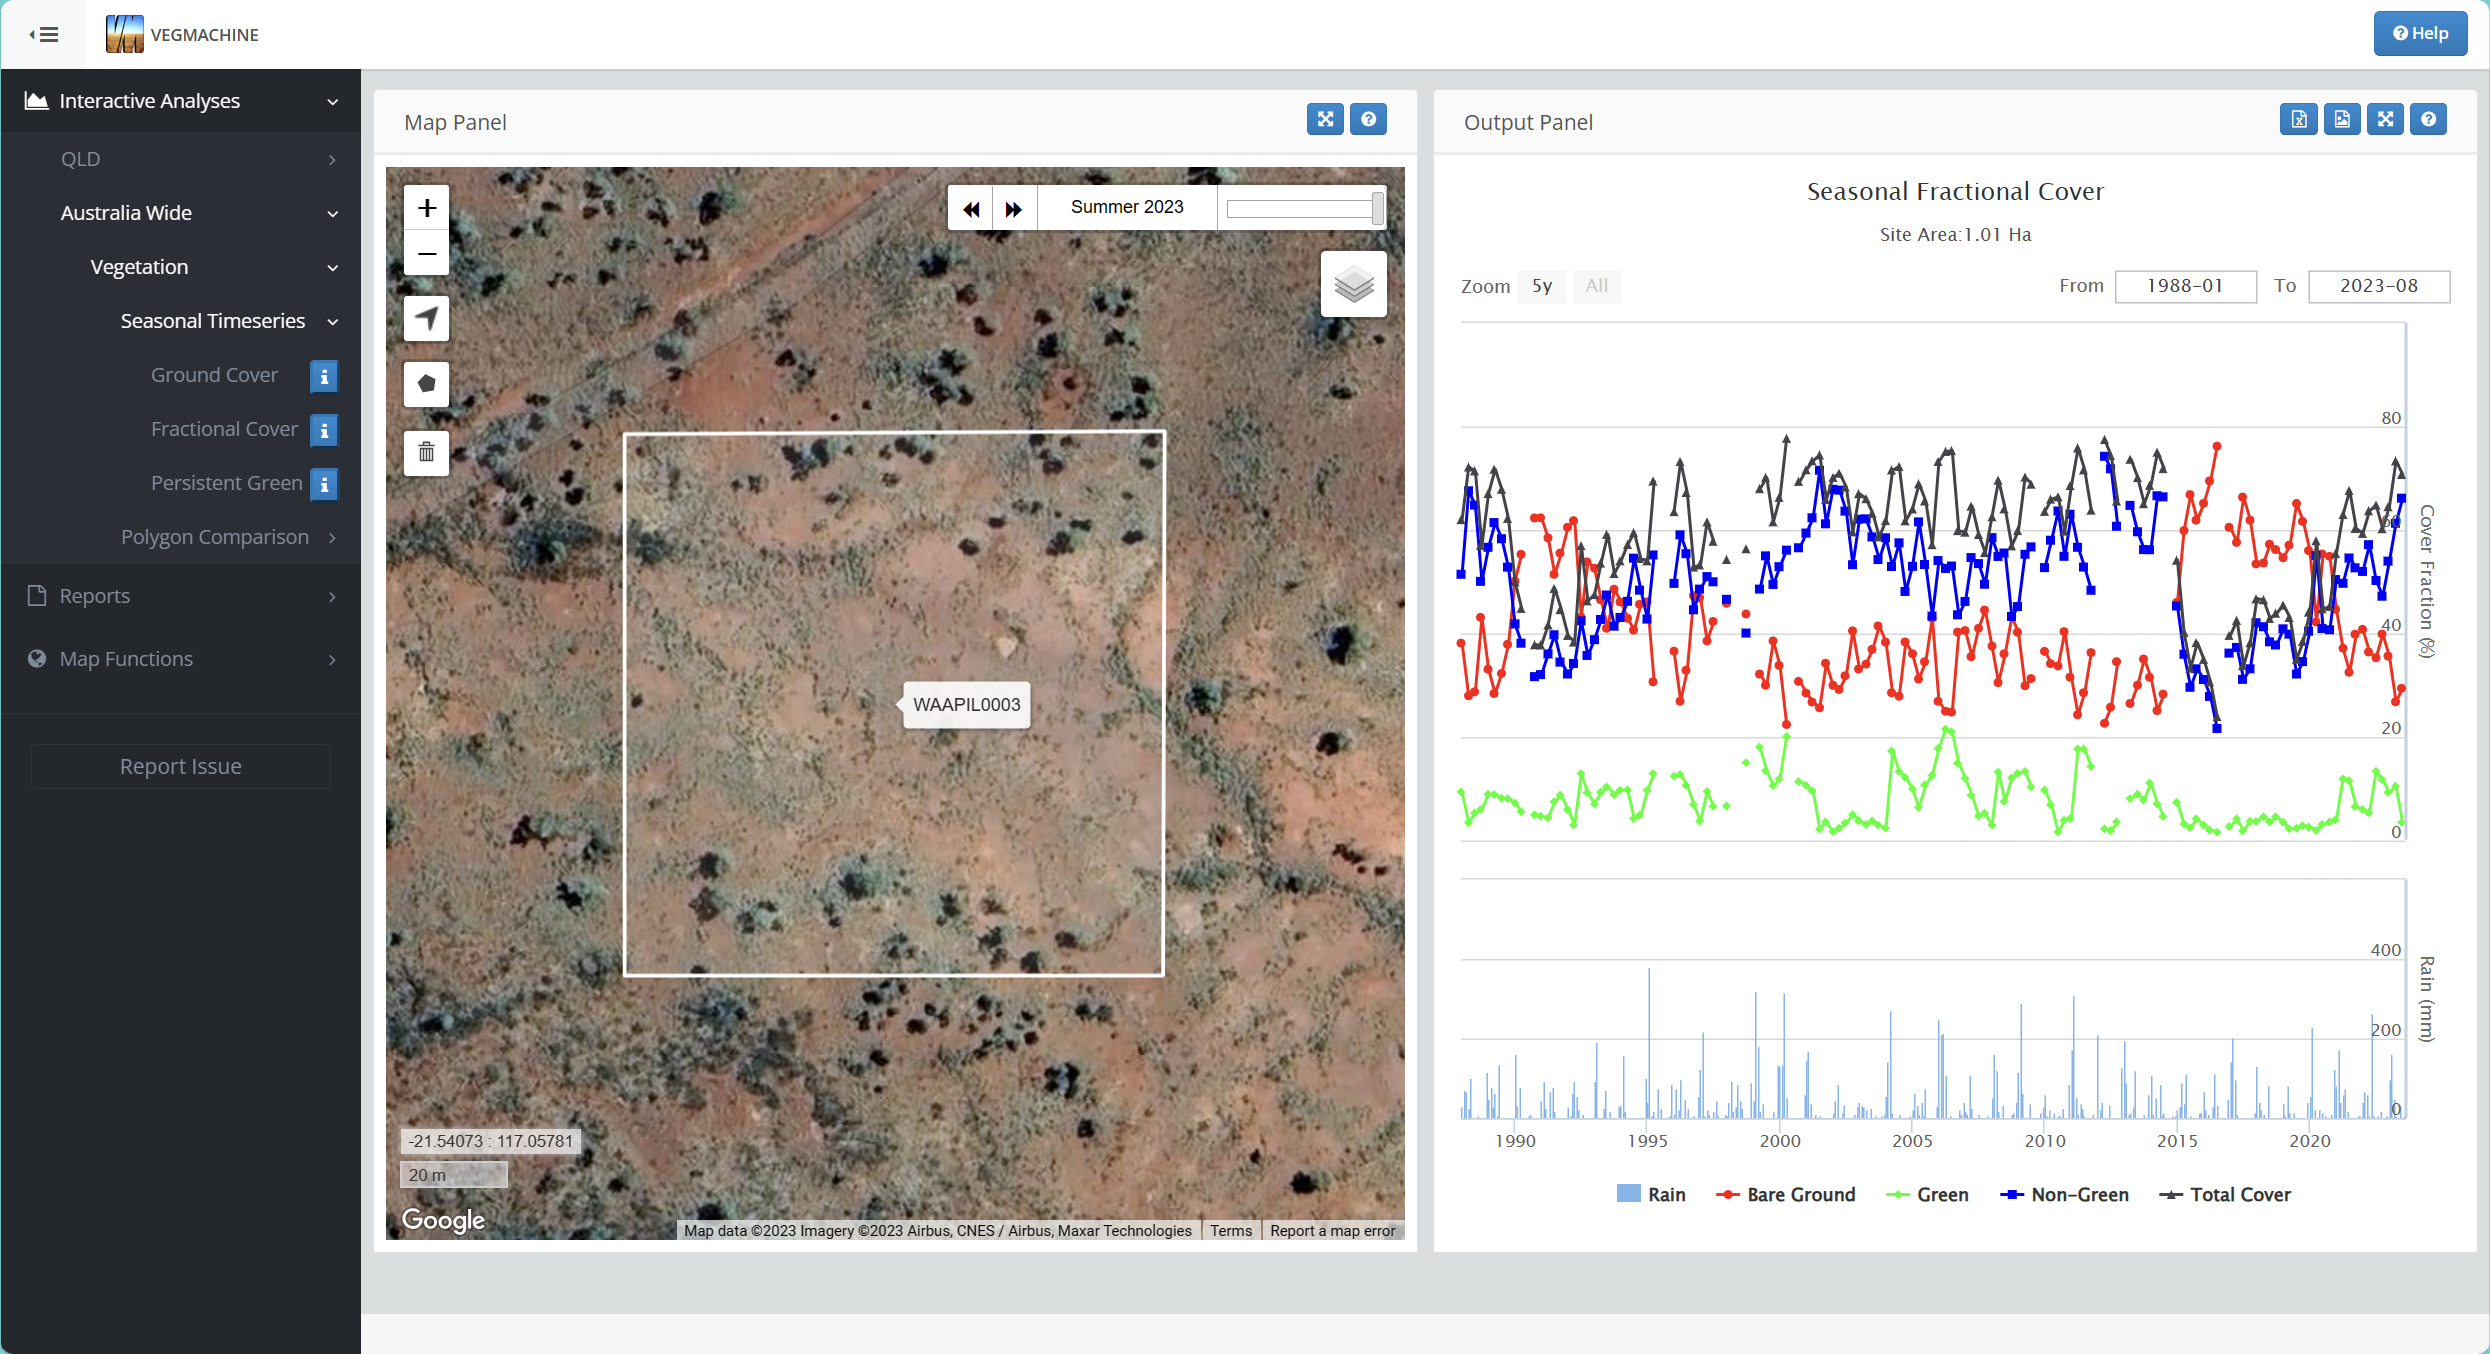 VEGMACHINE
Help
Interactive Analyses
QLD
Australia Wide
Vegetation
Seasonal Timeseries
Ground Cover
Fractional Cover
Persistent Green
Polygon Comparison
Reports
Map Functions
Report Issue
Map Panel
+
−
Summer 2023
WAAPIL0003
-21.54073 : 117.05781
20 m
Google
Map data ©2023 Imagery ©2023 Airbus, CNES / Airbus, Maxar Technologies
Terms
Report a map error
Output Panel
Seasonal Fractional Cover
Site Area:1.01 Ha
Zoom 5y All
From 1988-01 To 2023-08
80
60
40
20
0
Cover Fraction (%)
400
200
0
Rain (mm)
1990 1995 2000 2005 2010 2015 2020
Rain Bare Ground Green Non-Green Total Cover